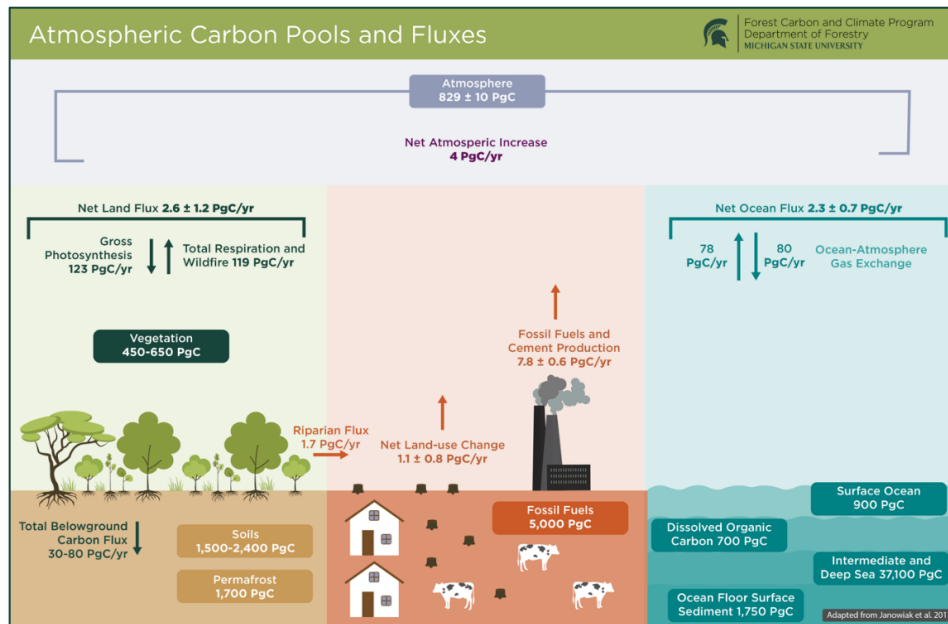 Atmospheric Carbon Pools and Fluxes
Forest Carbon and Climate Program
Department of Forestry
MICHIGAN STATE UNIVERSITY
Atmosphere
829 ± 10 PgC
Net Atmosperic Increase
4 PgC/yr
Net Land Flux 2.6 ± 1.2 PgC/yr
Gross
Photosynthesis
123 PgC/yr
Total Respiration and
Wildfire 119 PgC/yr
Vegetation
450-650 PgC
Riparian Flux
1.7 PgC/yr
Net Land-use Change
1.1 ± 0.8 PgC/yr
Fossil Fuels and
Cement Production
7.8 ± 0.6 PgC/yr
Net Ocean Flux 2.3 ± 0.7 PgC/yr
78
PgC/yr
80
PgC/yr
Ocean-Atmosphere
Gas Exchange
Total Belowground
Carbon Flux
30-80 PgC/yr
Soils
1,500-2,400 PgC
Permafrost
1,700 PgC
Fossil Fuels
5,000 PgC
Surface Ocean
900 PgC
Dissolved Organic
Carbon 700 PgC
Intermediate and
Deep Sea 37,100 PgC
Ocean Floor Surface
Sediment 1,750 PgC
Adapted from Janowiak et al. 201